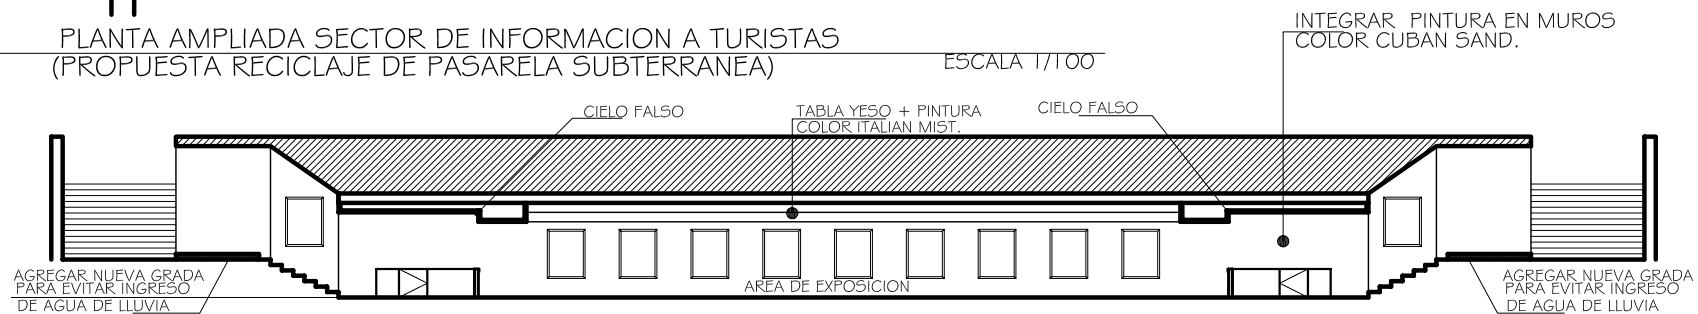 PLANTA AMPLIADA SECTOR DE INFORMACION A TURISTAS
(PROPUESTA RECICLAJE DE PASARELA SUBTERRANEA)
ESCALA 1/100
INTEGRAR PINTURA EN MUROS
COLOR CUBAN SAND.
CIELO FALSO
TABLA YESO + PINTURA
COLOR ITALIAN MIST.
CIELO FALSO
AGREGAR NUEVA GRADA
PARA EVITAR INGRESO
DE AGUA DE LLUVIA
AREA DE EXPOSICION
AGREGAR NUEVA GRADA
PARA EVITAR INGRESO
DE AGUA DE LLUVIA